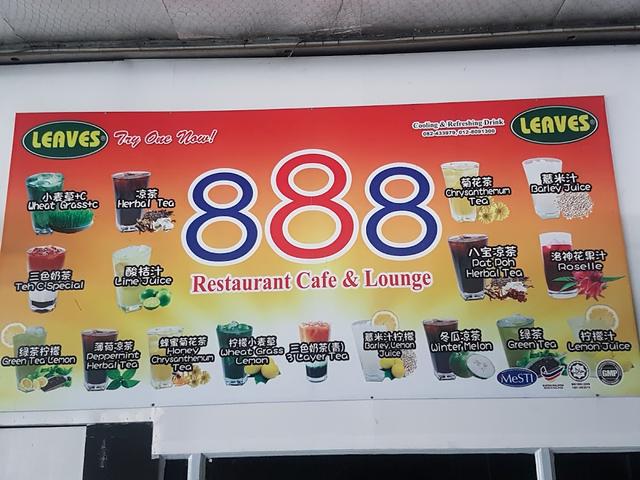 LEAVES
Try One Now!
Cooling & Refreshing Drink
082-433979, 012-8091300
LEAVES
888
Restaurant Cafe & Lounge
小麦草+C
Wheat Grass+c
凉茶
Herbal Tea
菊花茶
Chrysanthemum
Tea
薏米汁
Barley Juice
三色奶茶
Teh C Special
酸桔汁
Lime Juice
八宝凉茶
Pat Poh
Herbal Tea
洛神花果汁
Roselle
绿茶柠檬
Green Tea Lemon
薄荷凉茶
Peppermint
Herbal Tea
蜂蜜菊花茶
Honey
Chrysanthemum
Tea
柠檬小麦草
Wheat Grass
Lemon
三色奶茶(素)
3 Layer Tea
薏米汁柠檬
Barley Lemon
Juice
冬瓜凉茶
Winter Melon
绿茶
Green Tea
柠檬汁
Lemon Juice
MeSTI
GMP